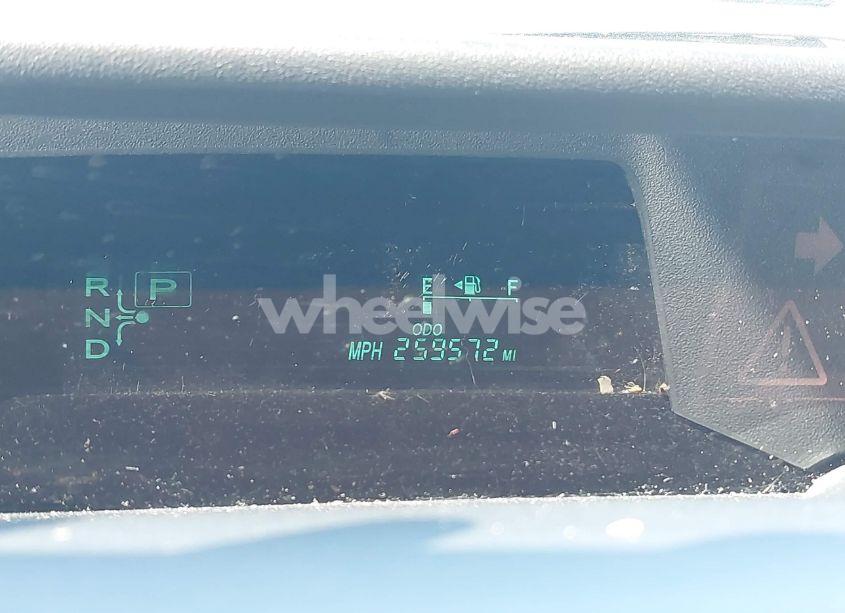 R P
N
D
E F
wheelwise
ODO
MPH 259572 MI